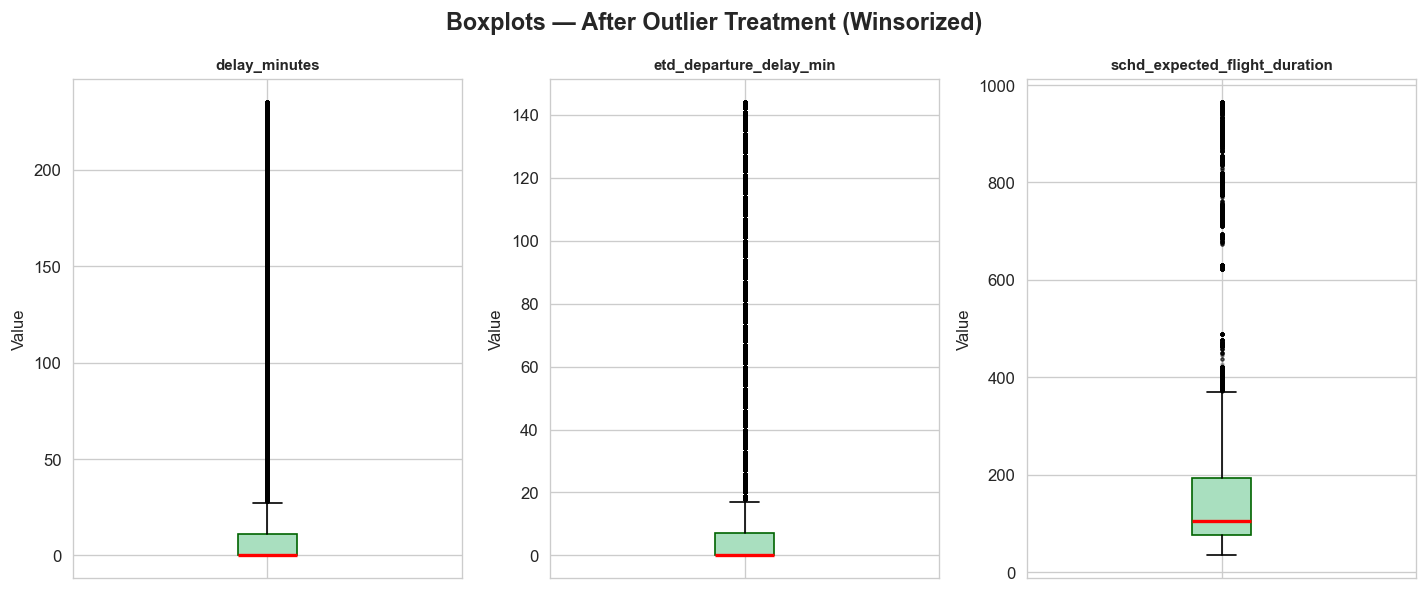 Boxplots — After Outlier Treatment (Winsorized)
delay_minutes
etd_departure_delay_min
schd_expected_flight_duration
Value
200
150
100
50
0
Value
140
120
100
80
60
40
20
0
Value
1000
800
600
400
200
0